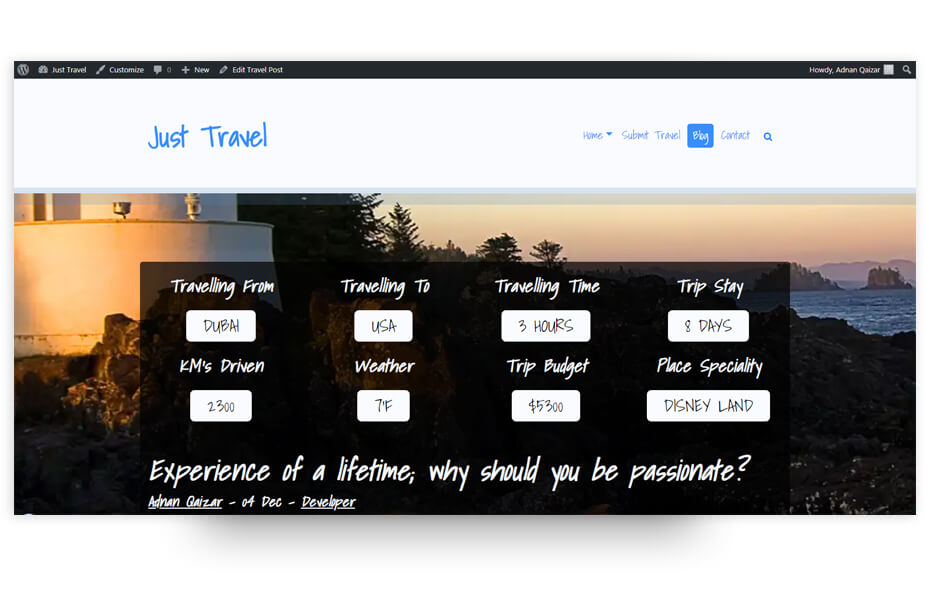 Just Travel Customize 0 New Edit Travel Post Howdy, Adnan Qaizar
Just Travel
Home Submit Travel Blog Contact
Travelling From Travelling To Travelling Time Trip Stay
DUBAI USA 3 HOURS 8 DAYS
KM's Driven Weather Trip Budget Place Speciality
2300 7'F $5300 DISNEY LAND
Experience of a lifetime; why should you be passionate?
Adnan Qaizar - 04 Dec - Developer